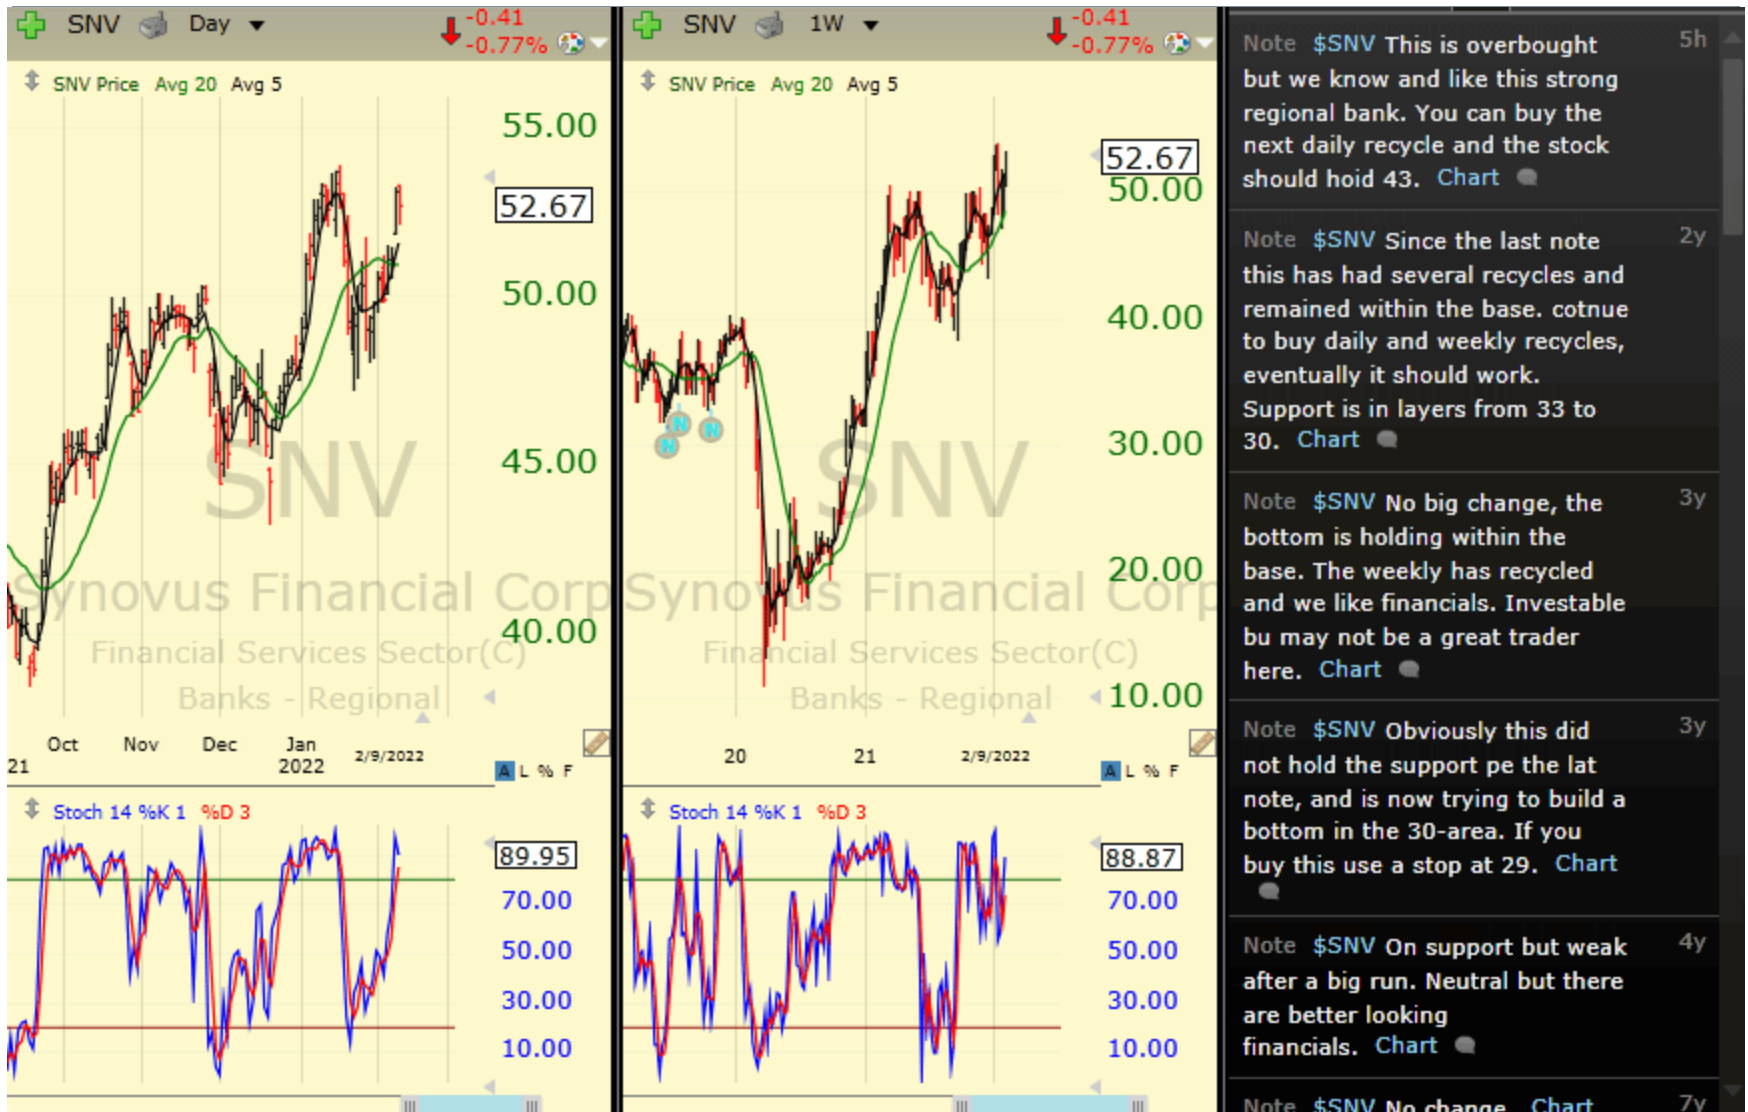 SNV Day
-0.41
-0.77%
SNV Price Avg 20 Avg 5
55.00
52.67
50.00
45.00
40.00
SNV
Synovus Financial Corp
Financial Services Sector(C)
Banks - Regional
Oct Nov Dec Jan
21 2022 2/9/2022
A L % F
Stoch 14 %K 1 %D 3
89.95
70.00
50.00
30.00
10.00
SNV 1W
-0.41
-0.77%
SNV Price Avg 20 Avg 5
52.67
50.00
40.00
30.00
20.00
10.00
N N N
SNV
Synovus Financial Corp
Financial Services Sector(C)
Banks - Regional
20 21 2/9/2022
A L % F
Stoch 14 %K 1 %D 3
88.87
70.00
50.00
30.00
10.00
Note $SNV This is overbought 5h
but we know and like this strong
regional bank. You can buy the
next daily recycle and the stock
should hoid 43. Chart
Note $SNV Since the last note 2y
this has had several recycles and
remained within the base. cotnue
to buy daily and weekly recycles,
eventually it should work.
Support is in layers from 33 to
30. Chart
Note $SNV No big change, the 3y
bottom is holding within the
base. The weekly has recycled
and we like financials. Investable
bu may not be a great trader
here. Chart
Note $SNV Obviously this did 3y
not hold the support pe the lat
note, and is now trying to build a
bottom in the 30-area. If you
buy this use a stop at 29. Chart
Note $SNV On support but weak 4y
after a big run. Neutral but there
are better looking
financials. Chart
Note $SNV No change. Chart 7y